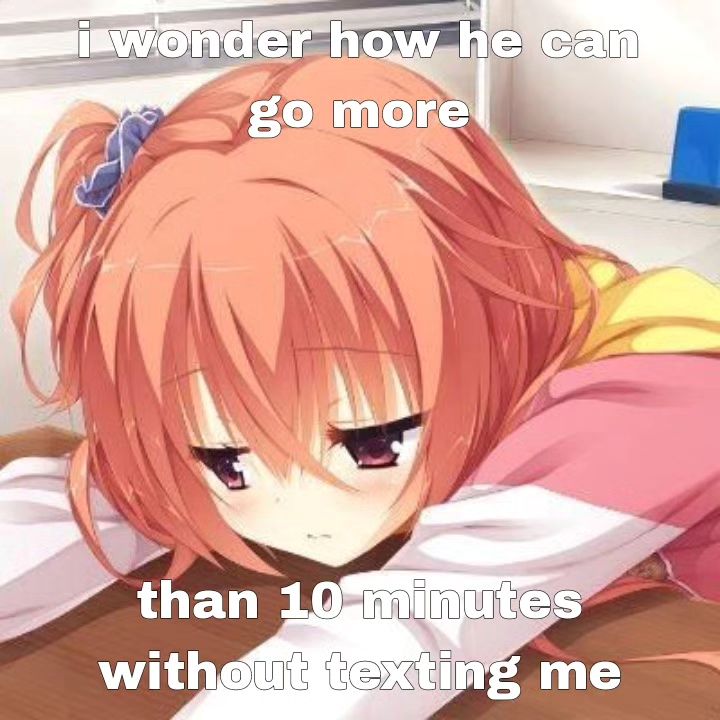 i wonder how he can
go more
than 10 minutes
without texting me